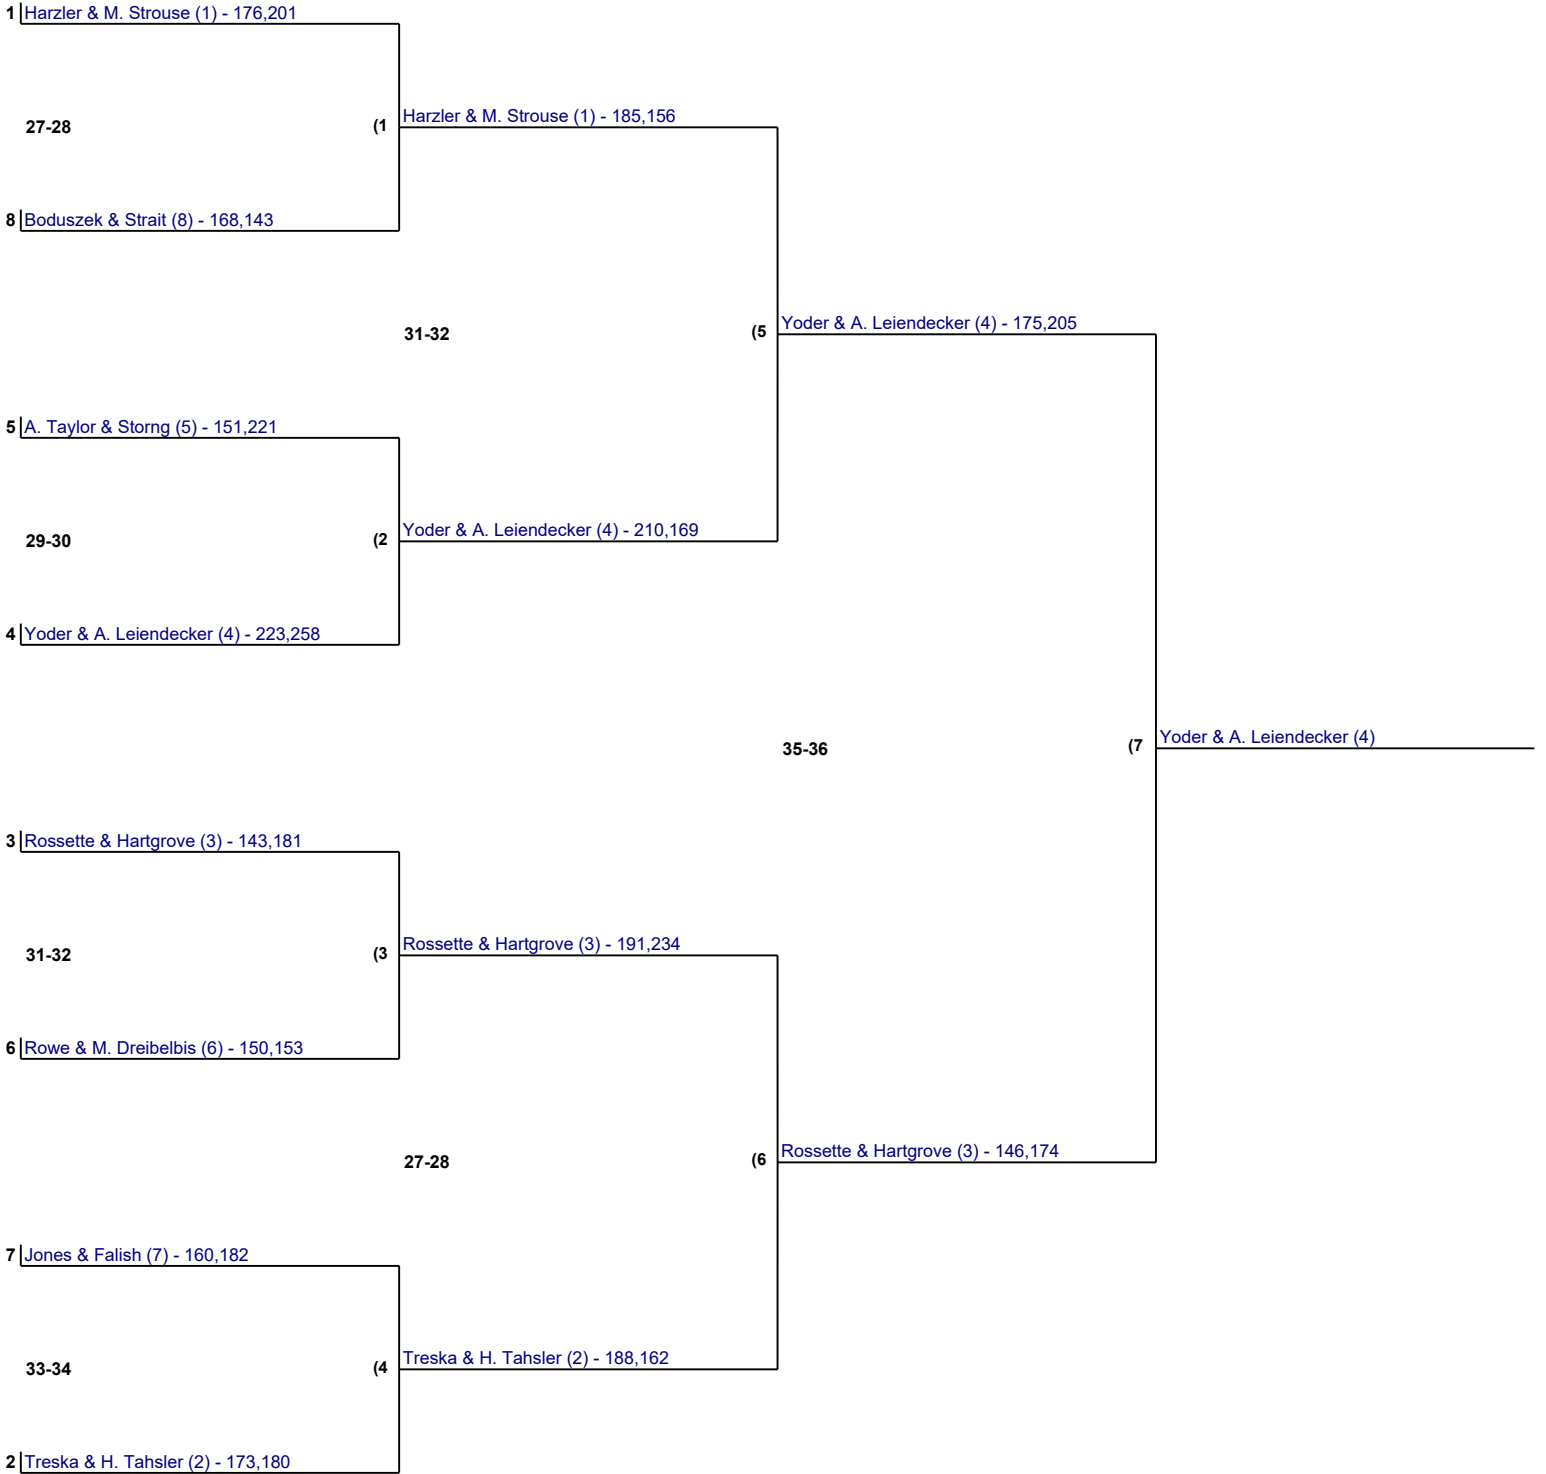 1 Harzler & M. Strouse (1) - 176,201
Harzler & M. Strouse (1) - 185,156
27-28 (1
8 Boduszek & Strait (8) - 168,143
Yoder & A. Leiendecker (4) - 175,205
31-32 (5
5 A. Taylor & Storng (5) - 151,221
Yoder & A. Leiendecker (4) - 210,169
29-30 (2
4 Yoder & A. Leiendecker (4) - 223,258
Yoder & A. Leiendecker (4)
35-36 (7
3 Rossette & Hartgrove (3) - 143,181
Rossette & Hartgrove (3) - 191,234
31-32 (3
6 Rowe & M. Dreibelbis (6) - 150,153
Rossette & Hartgrove (3) - 146,174
27-28 (6
7 Jones & Falish (7) - 160,182
Treska & H. Tahsler (2) - 188,162
33-34 (4
2 Treska & H. Tahsler (2) - 173,180